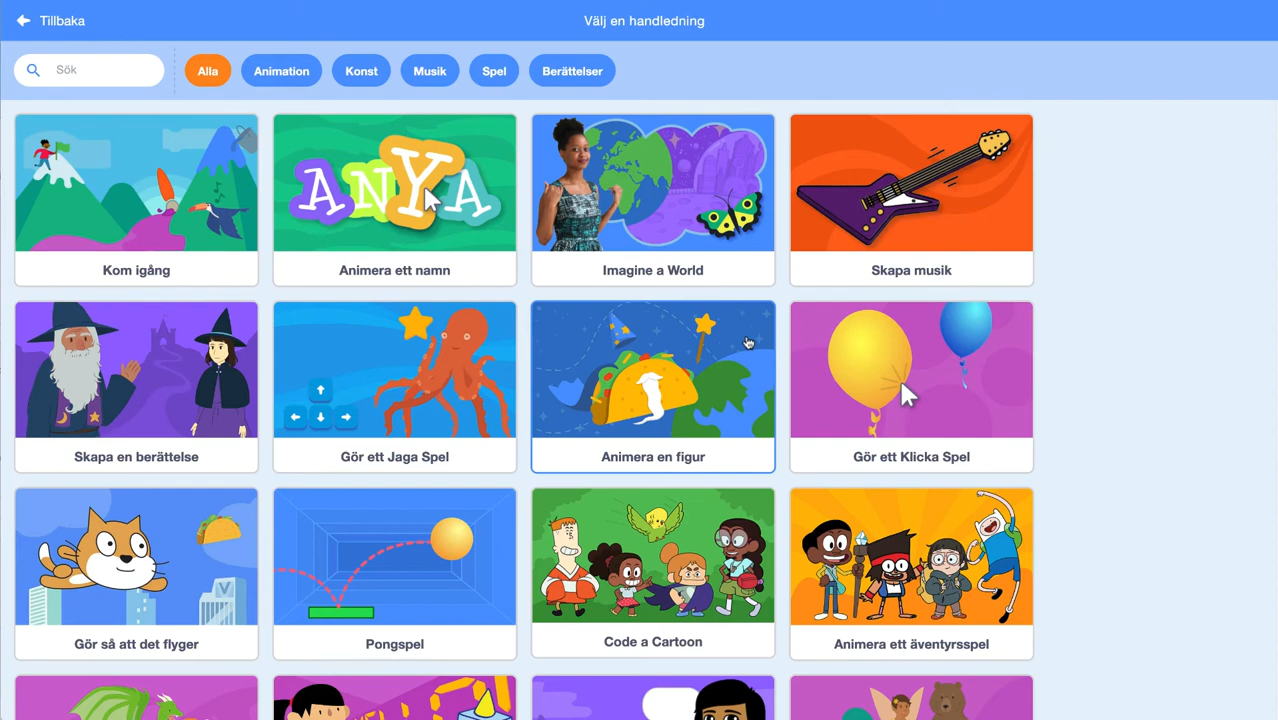 Tillbaka
Välj en handledning
Sök
Alla
Animation
Konst
Musik
Spel
Berättelser
ANYA
Kom igång
Animera ett namn
Imagine a World
Skapa musik
Skapa en berättelse
Gör ett Jaga Spel
Animera en figur
Gör ett Klicka Spel
V
Gör så att det flyger
Pongspel
Code a Cartoon
Animera ett äventyrsspel